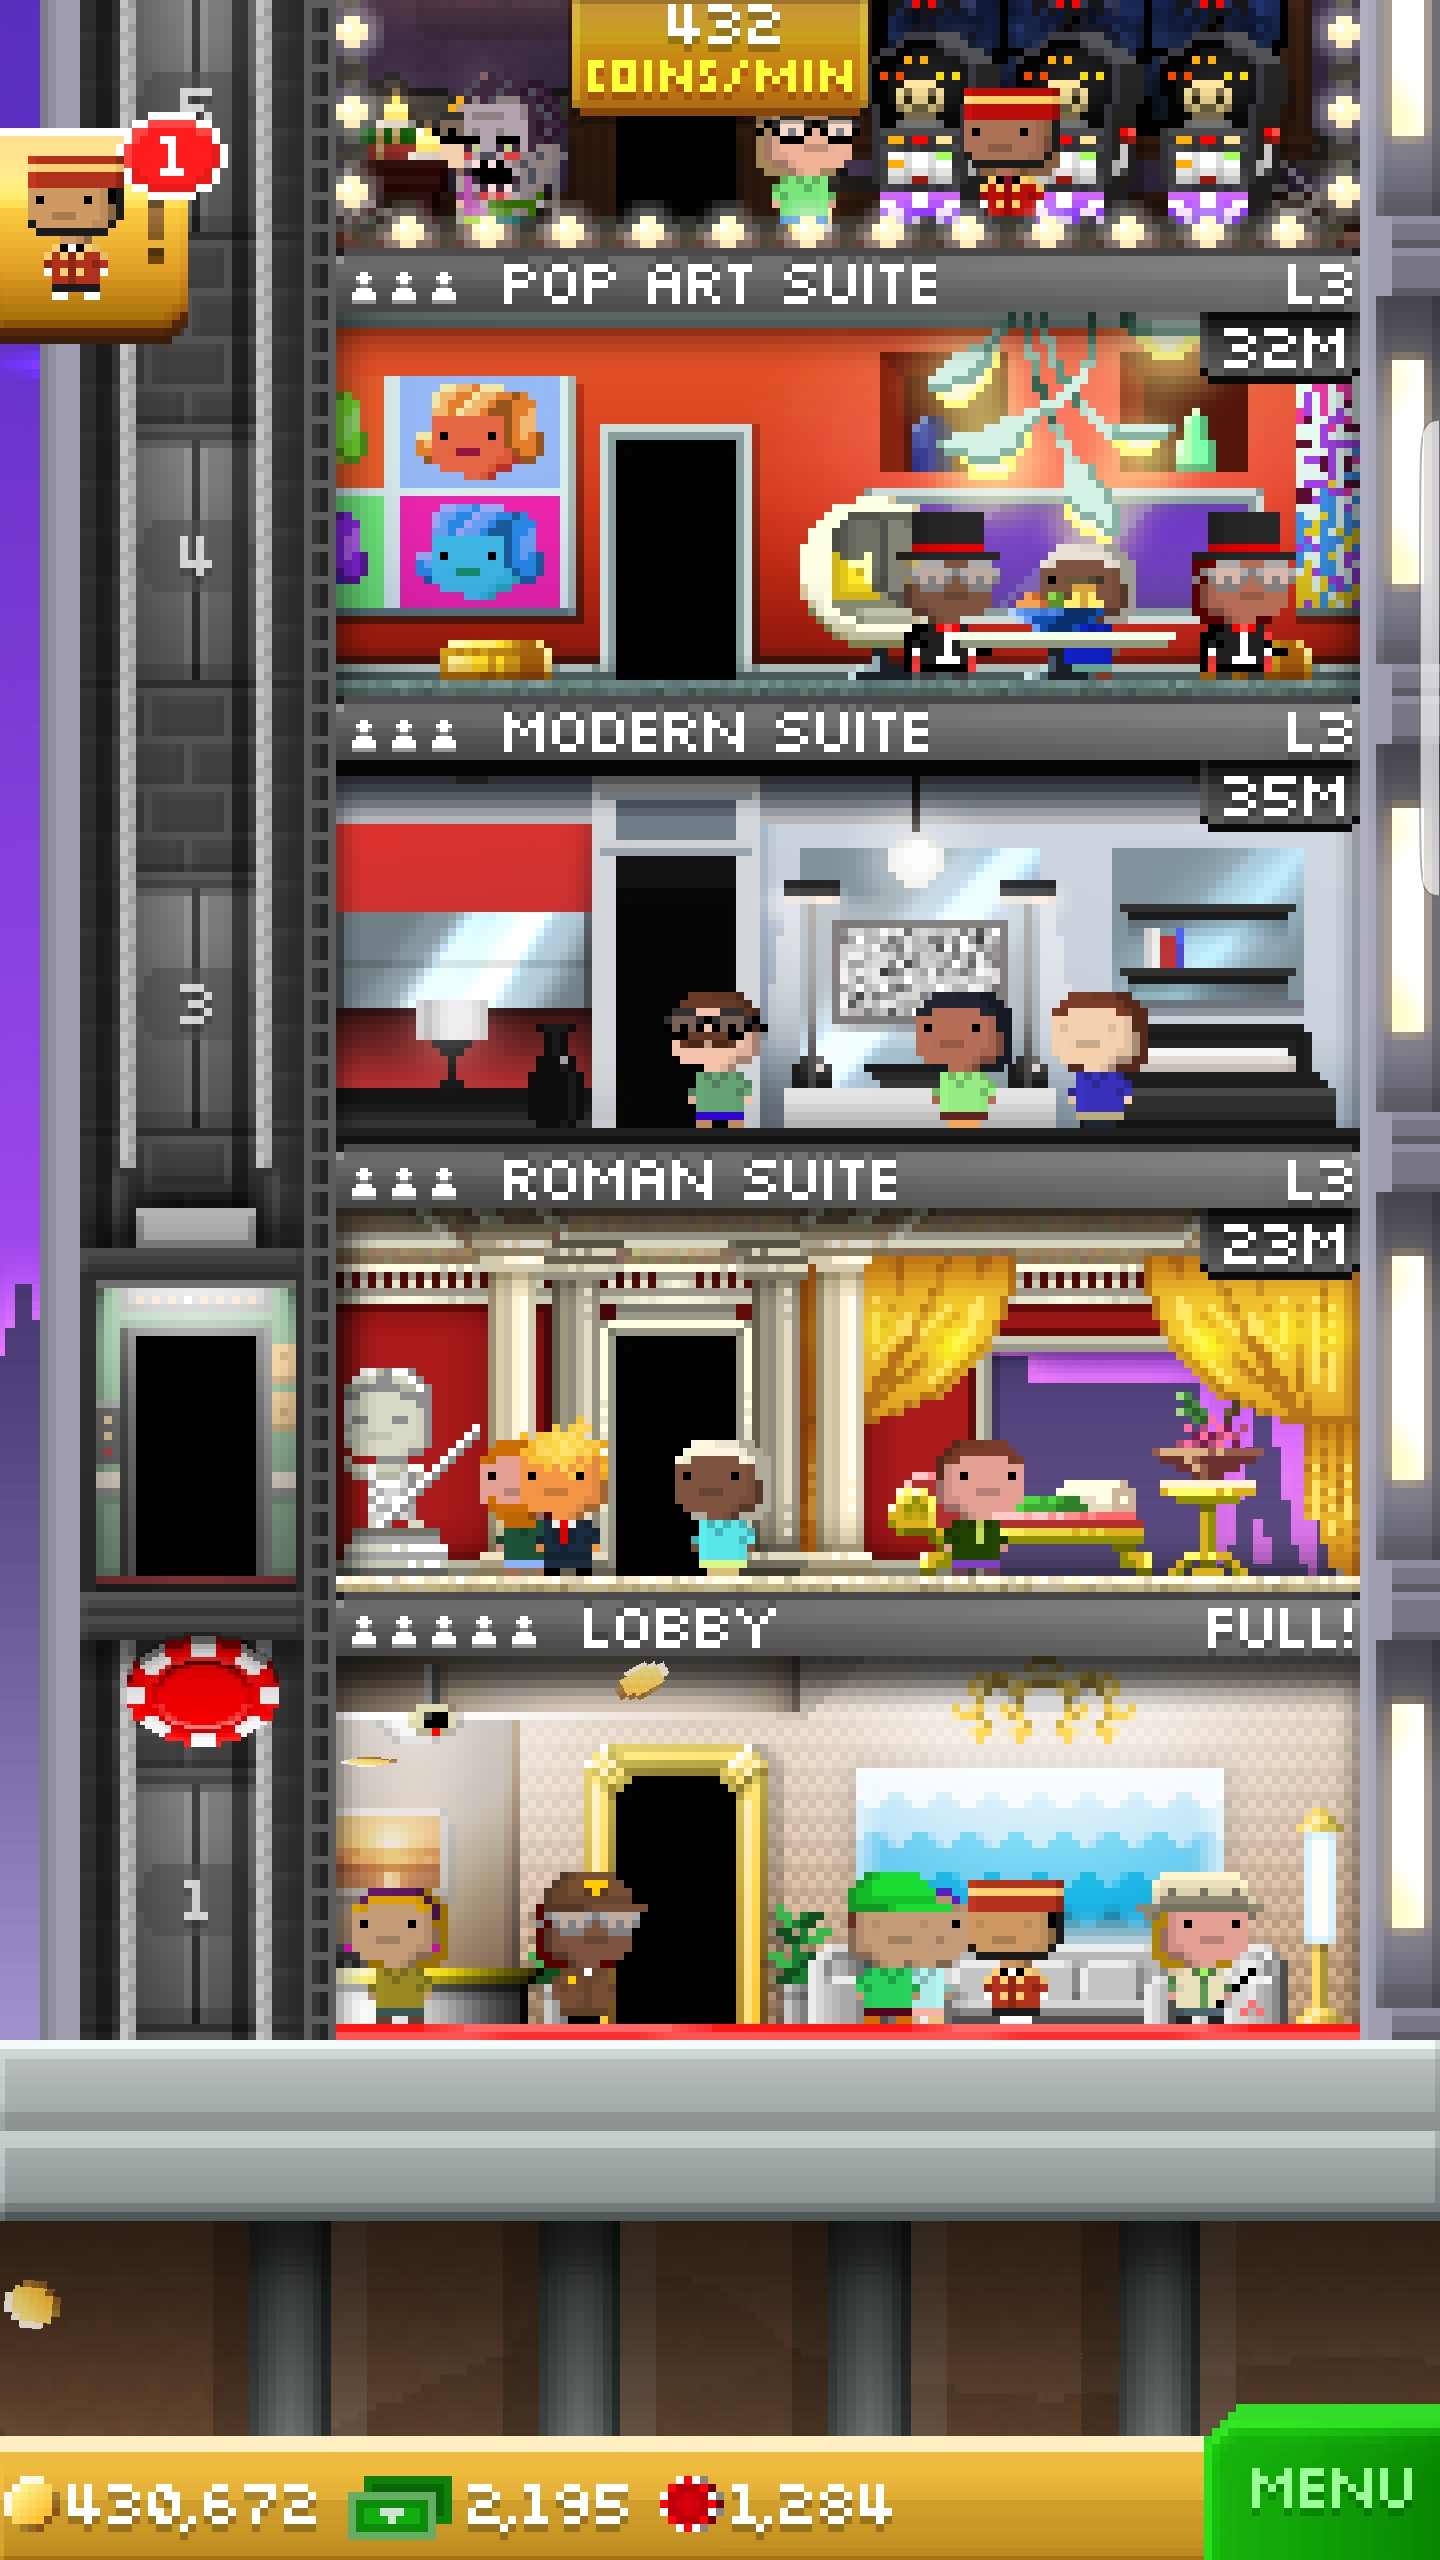 432
COINS/MIN
5
1
POP ART SUITE L3
32M
4
MODERN SUITE L3
35M
3
ROMAN SUITE L3
23M
LOBBY FULL!
1
430,672 2,195 1,284
MENU